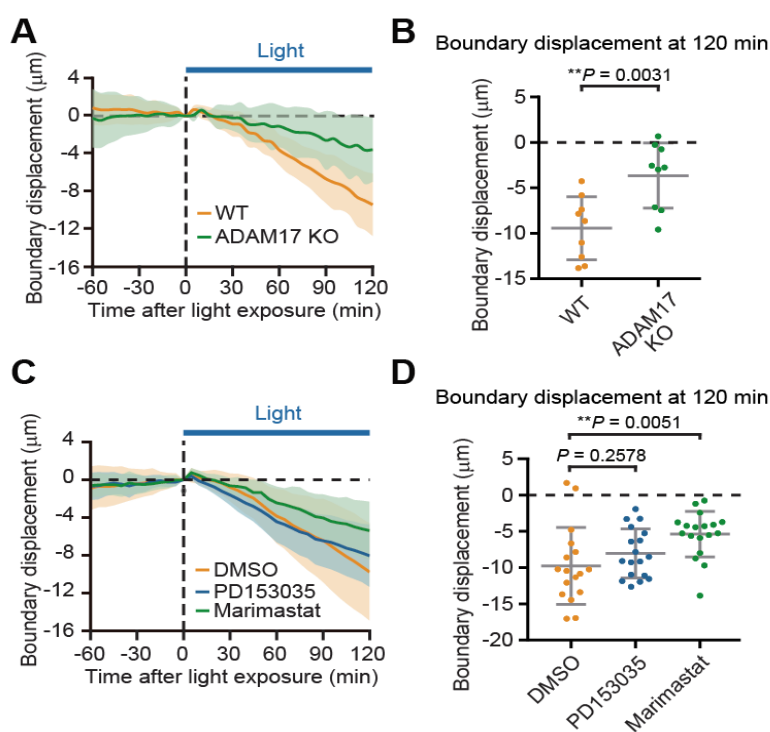 A
Light
Boundary displacement (μm)
4
0
-4
-8
-12
-16
WT
ADAM17 KO
-60 -30 0 30 60 90 120
Time after light exposure (min)
B
Boundary displacement at 120 min
**P = 0.0031
Boundary displacement (μm)
5
0
-5
-10
-15
WT
ADAM17
KO
C
Light
Boundary displacement (μm)
4
0
-4
-8
-12
-16
DMSO
PD153035
Marimastat
-60 -30 0 30 60 90 120
Time after light exposure (min)
D
Boundary displacement at 120 min
**P = 0.0051
P = 0.2578
Boundary displacement (μm)
5
0
-5
-10
-15
-20
DMSO
PD153035
Marimastat